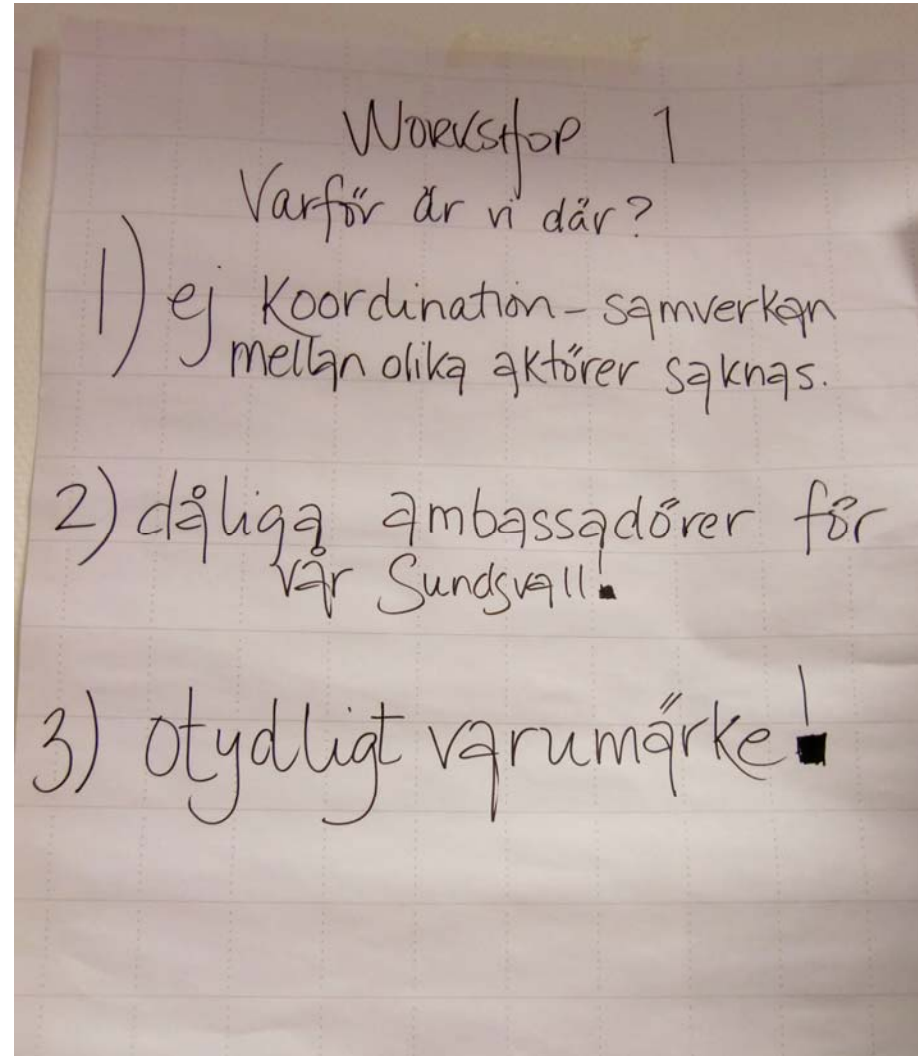 Workshop 1
Varför är vi där?
1) ej koordination - samverkan
mellan olika aktörer saknas.
2) dåliga ambassadörer för
vår Sundsvall!
3) otydligt varumärke!